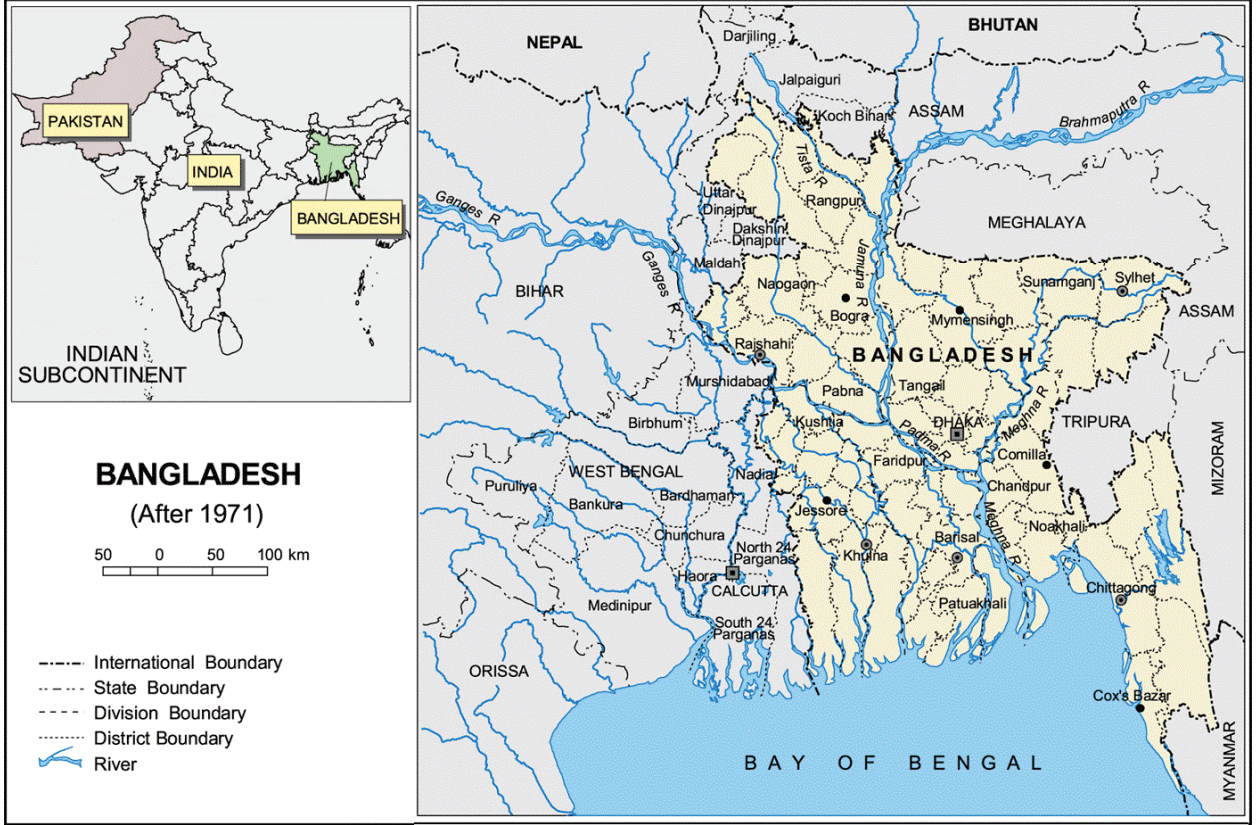 PAKISTAN
INDIA
BANGLADESH
INDIAN
SUBCONTINENT
BANGLADESH
(After 1971)
50 0 50 100 km
International Boundary
State Boundary
Division Boundary
District Boundary
River
NEPAL
Darjiling
BHUTAN
Jalpaiguri
Koch Bihar
ASSAM
Brahmaputra R
Tista R
Rangpur
Uttar
Dinajpur
Dakshin
Dinajpur
Ganges R
MEGHALAYA
Maldah
Ganges R
Jamuna R
BIHAR
Naogaon
Bogra
Mymensingh
Sunamganj
Sylhet
ASSAM
Rajshahi
BANGLADESH
Murshidabad
Pabna
Tangail
Birbhum
Kushtia
DHAKA
Meghna R
TRIPURA
Padma R
Faridpur
Comilla
MIZORAM
WEST BENGAL
Nadia
Puruliya
Bankura
Bardhaman
Chandpur
Jessore
Chunchura
North 24
Parganas
Khulna
Barisal
Meghna R
Noakhali
Haora
CALCUTTA
Medinipur
Patuakhali
Chittagong
South 24
Parganas
ORISSA
Cox's Bazar
BAY OF BENGAL
MYANMAR